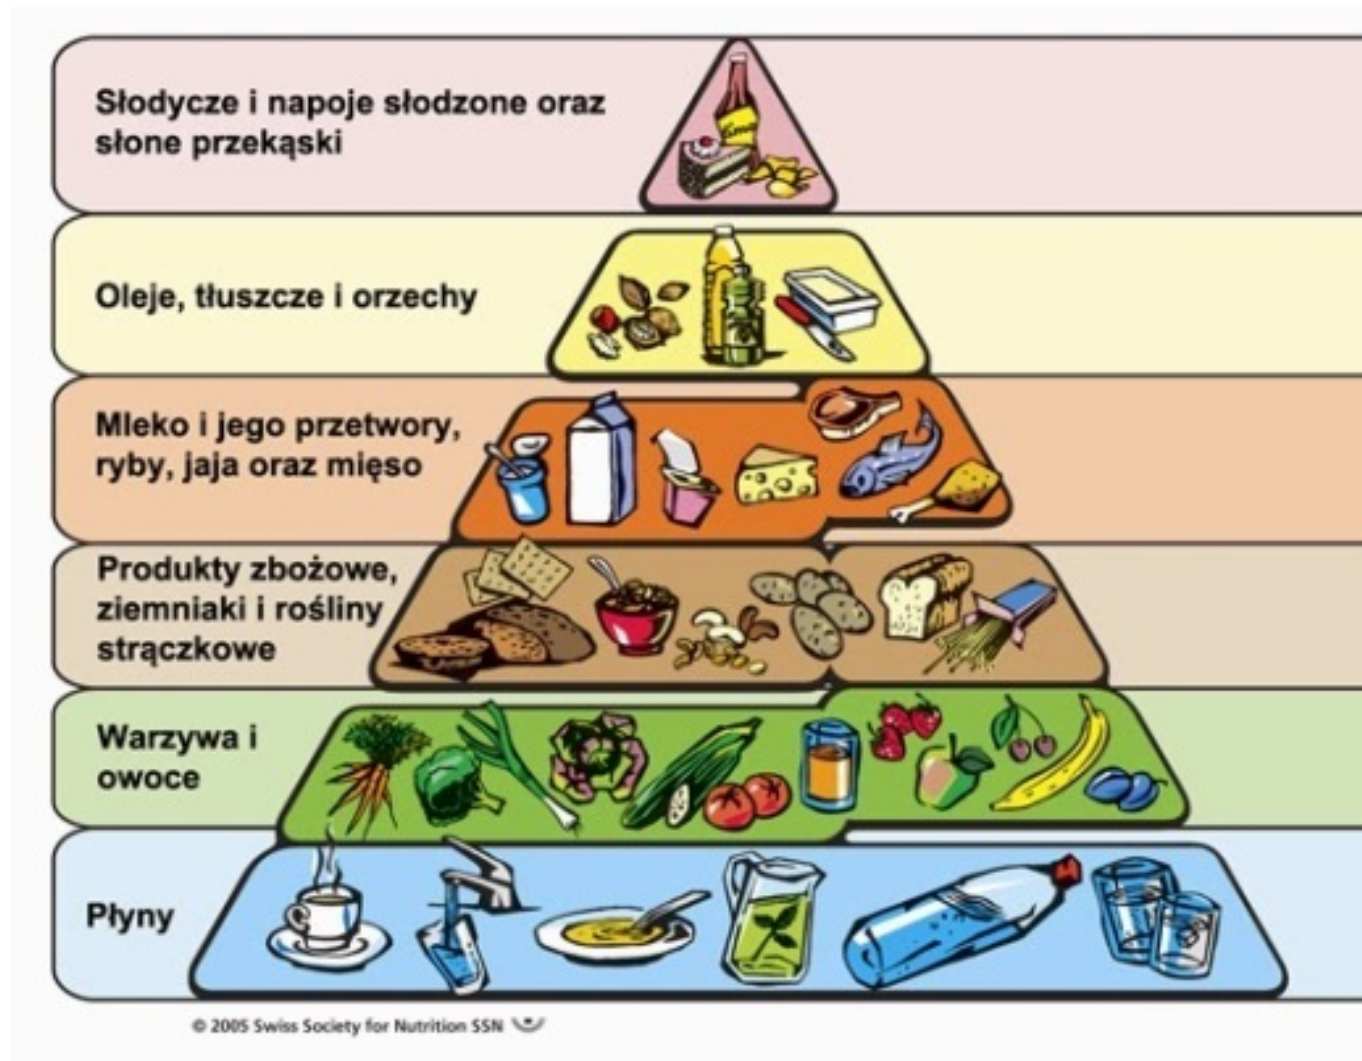 Słodycze i napoje słodzone oraz
słone przekąski
Oleje, tłuszcze i orzechy
Mleko i jego przetwory,
ryby, jaja oraz mięso
Produkty zbożowe,
ziemniaki i rośliny
strączkowe
Warzywa i
owoce
Płyny
© 2005 Swiss Society for Nutrition SSN